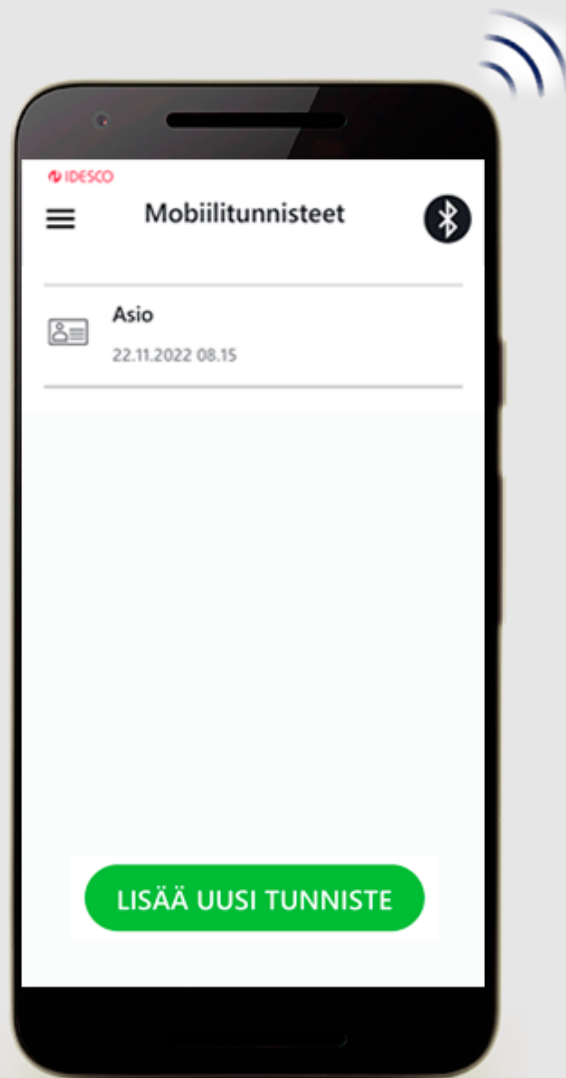 IDESCO
Mobiilitunnisteet
Asio
22.11.2022 08.15
LISÄÄ UUSI TUNNISTE